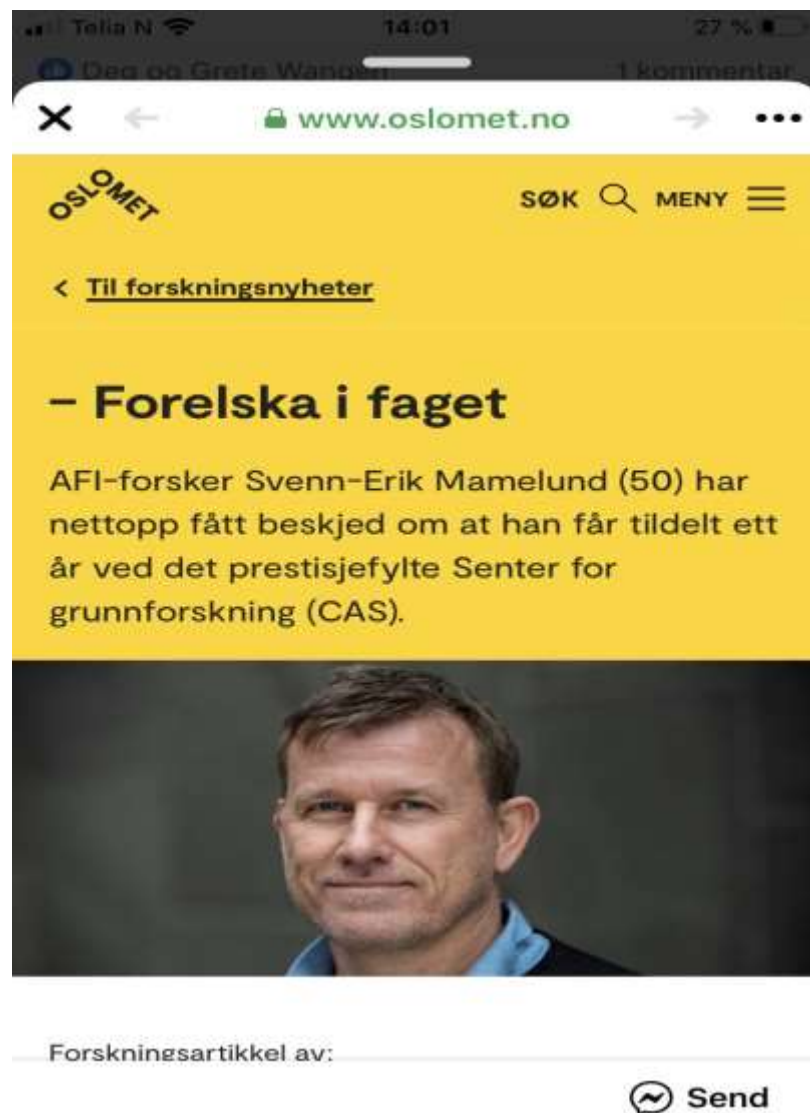 Telia N 14:01 27 %
Deg og Grete Wangen 1 kommentar
www.oslomet.no
OSLOMET SØK MENY
< Til forskningsnyheter
– Forelska i faget
AFI-forsker Svenn-Erik Mamelund (50) har
nettopp fått beskjed om at han får tildelt ett
år ved det prestisjefylte Senter for
grunnforskning (CAS).
Forskningsartikkel av:
Send